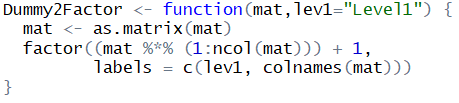 Dummy2Factor <- function(mat,lev1="Level1") {
  mat <- as.matrix(mat)
  factor((mat %*% (1:ncol(mat))) + 1,
         labels = c(lev1, colnames(mat)))
}